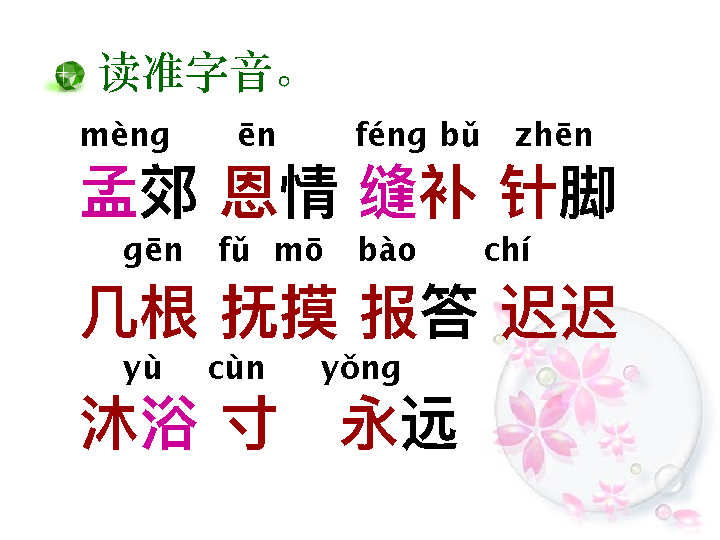 读准字音。
mèng ēn féng bǔ zhēn
孟郊 恩情 缝补 针脚
gēn fǔ mō bào chí
几根 抚摸 报答 迟迟
yù cùn yǒng
沐浴 寸 永远